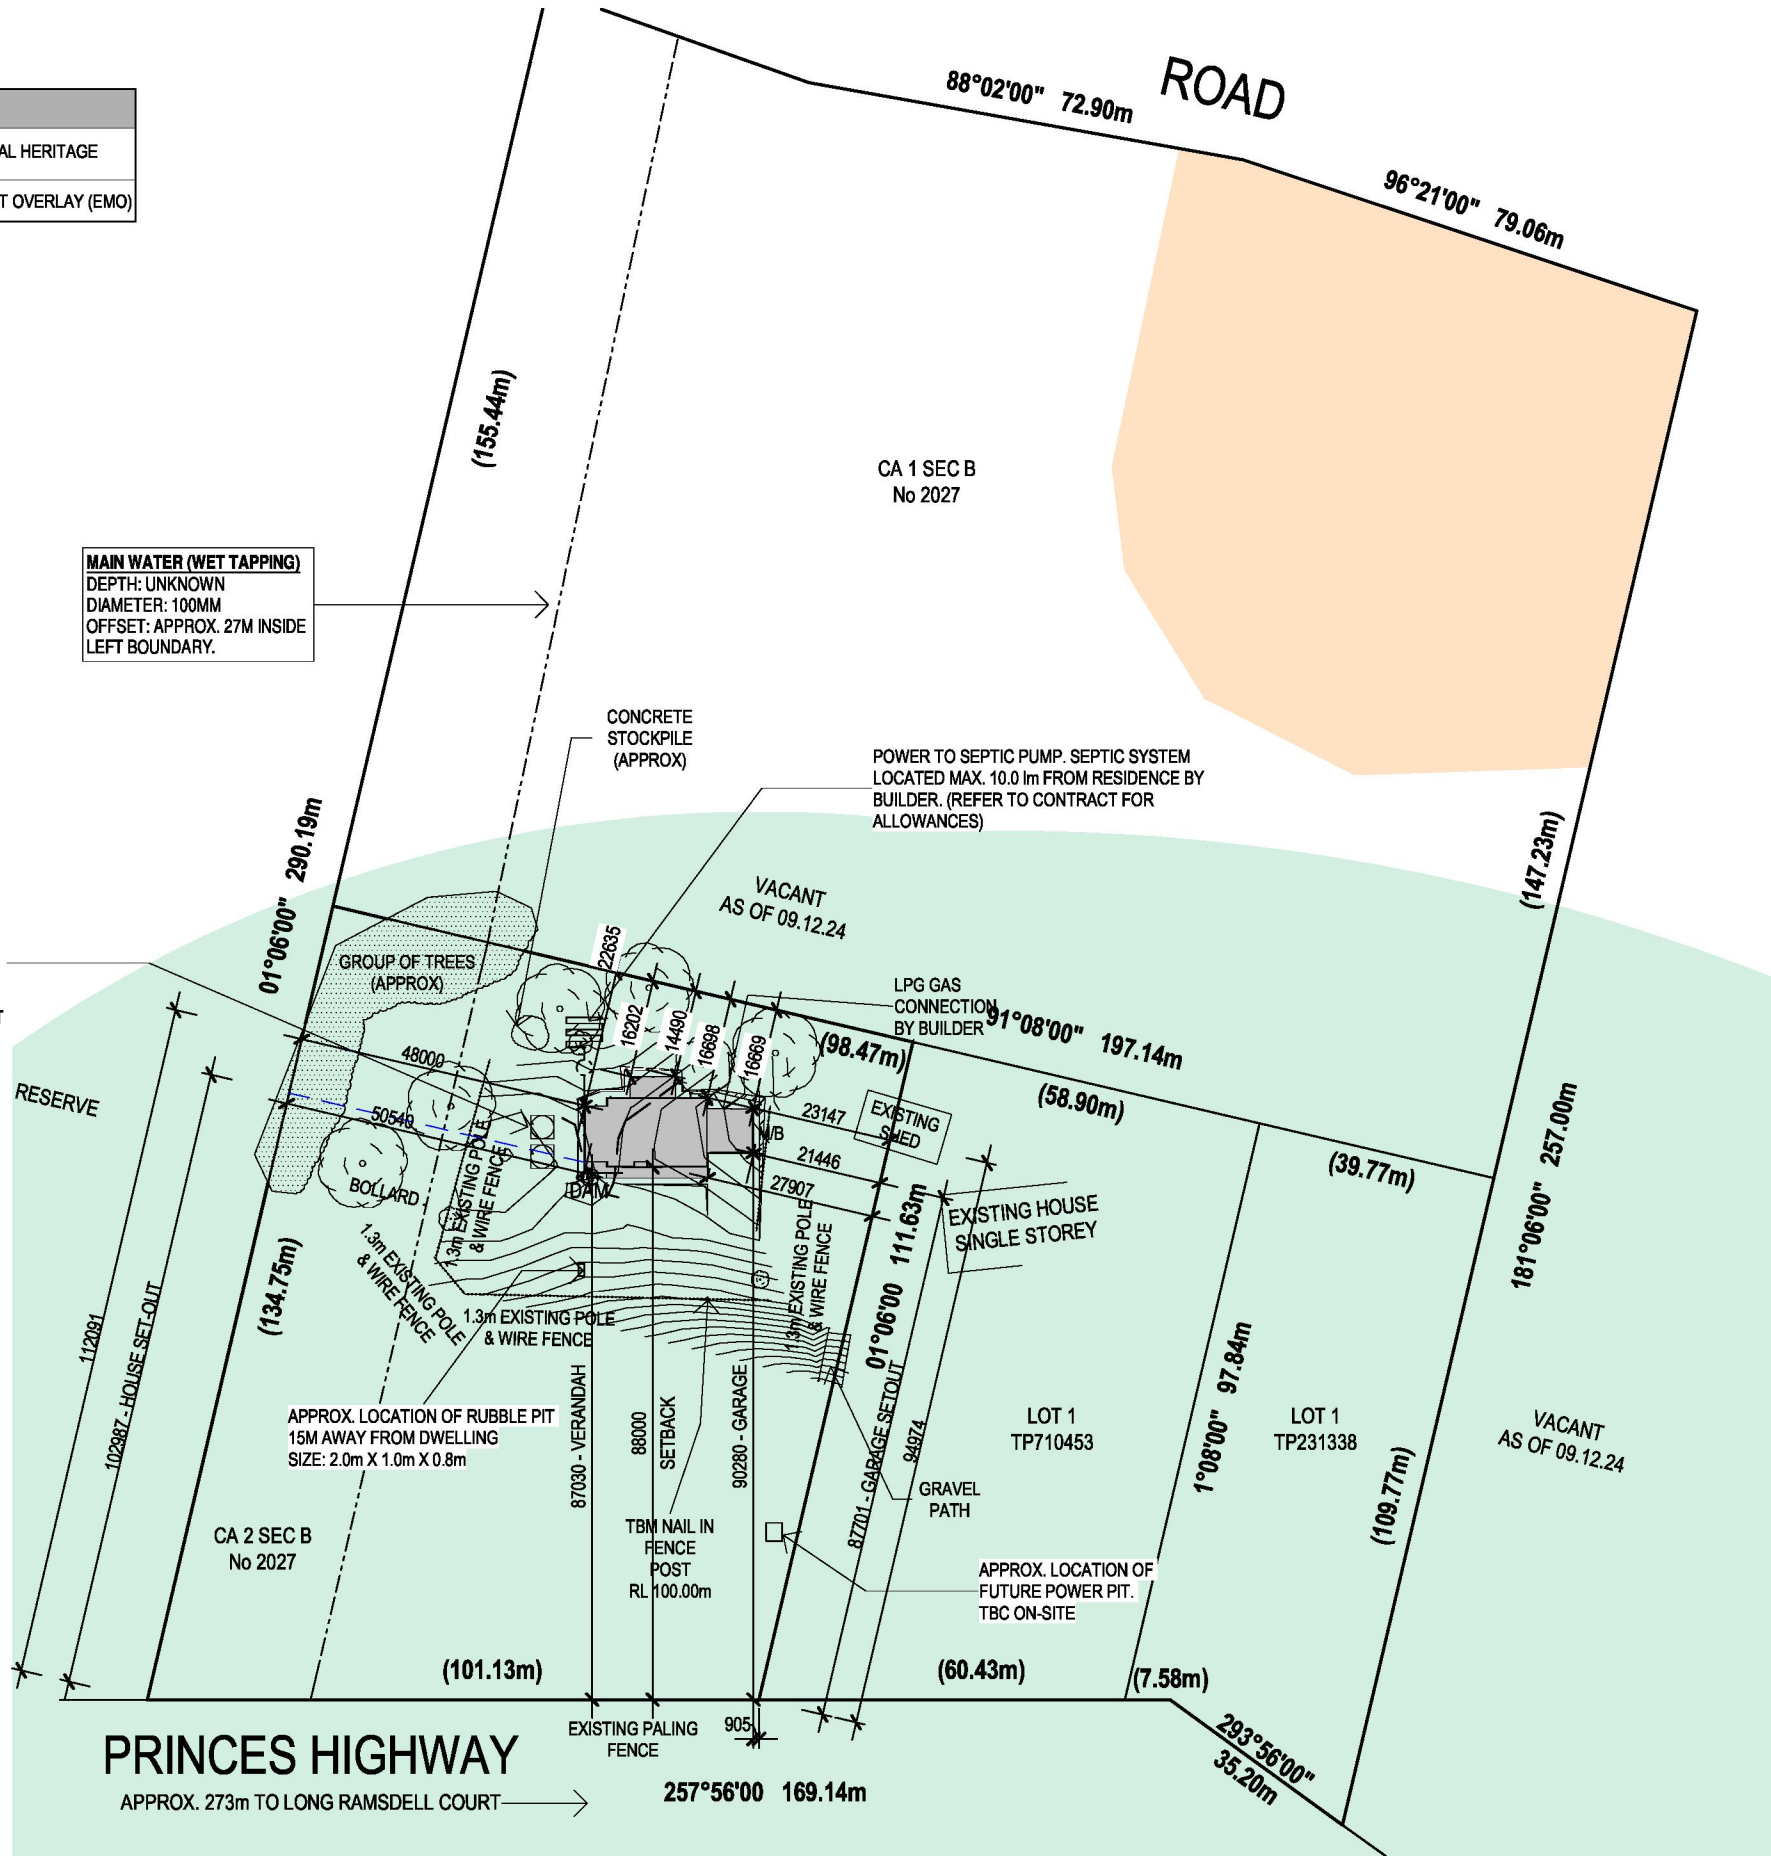 ROAD
88°02'00" 72.90m
96°21'00" 79.06m
AL HERITAGE
T OVERLAY (EMO)
(155.44m)
CA 1 SEC B
No 2027
MAIN WATER (WET TAPPING)
DEPTH: UNKNOWN
DIAMETER: 100MM
OFFSET: APPROX. 27M INSIDE
LEFT BOUNDARY.
CONCRETE
STOCKPILE
(APPROX)
POWER TO SEPTIC PUMP. SEPTIC SYSTEM
LOCATED MAX. 10.0 lm FROM RESIDENCE BY
BUILDER. (REFER TO CONTRACT FOR
ALLOWANCES)
01°06'00" 290.19m
(147.23m)
VACANT
AS OF 09.12.24
GROUP OF TREES
(APPROX)
22635
16202
14490
16698
16669
LPG GAS
CONNECTION
BY BUILDER
91°08'00" 197.14m
(98.47m)
(58.90m)
(39.77m)
T
RESERVE
48000
50540
23147
21446
27907
EXISTING
SHED
M/B
DAM
BOLLARD
1.3m EXISTING POLE
& WIRE FENCE
1.3m EXISTING POLE
& WIRE FENCE
1.3m EXISTING POLE
& WIRE FENCE
1.3m EXISTING POLE
& WIRE FENCE
EXISTING HOUSE
SINGLE STOREY
01°06'00 111.63m
181°06'00" 257.00m
(134.75m)
112091
102987 - HOUSE SET-OUT
APPROX. LOCATION OF RUBBLE PIT
15M AWAY FROM DWELLING
SIZE: 2.0m X 1.0m X 0.8m
87030 - VERANDAH
88000
SETBACK
90280 - GARAGE
87701 - GARAGE SETOUT
94974
GRAVEL
PATH
LOT 1
TP710453
1°08'00" 97.84m
LOT 1
TP231338
VACANT
AS OF 09.12.24
(109.77m)
CA 2 SEC B
No 2027
TBM NAIL IN
FENCE
POST
RL 100.00m
APPROX. LOCATION OF
FUTURE POWER PIT.
TBC ON-SITE
(101.13m)
(60.43m)
(7.58m)
293°56'00"
35.20m
EXISTING PALING
FENCE
905
PRINCES HIGHWAY
APPROX. 273m TO LONG RAMSDELL COURT
257°56'00 169.14m